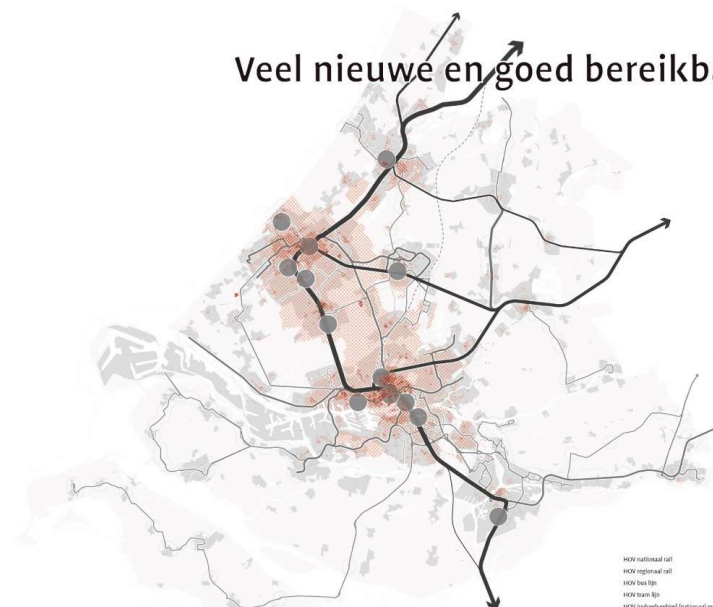 Veel nieuwe en goed bereikb
HOV nationaal rail
HOV regionaal rail
HOV bus lijn
HOV tram lijn